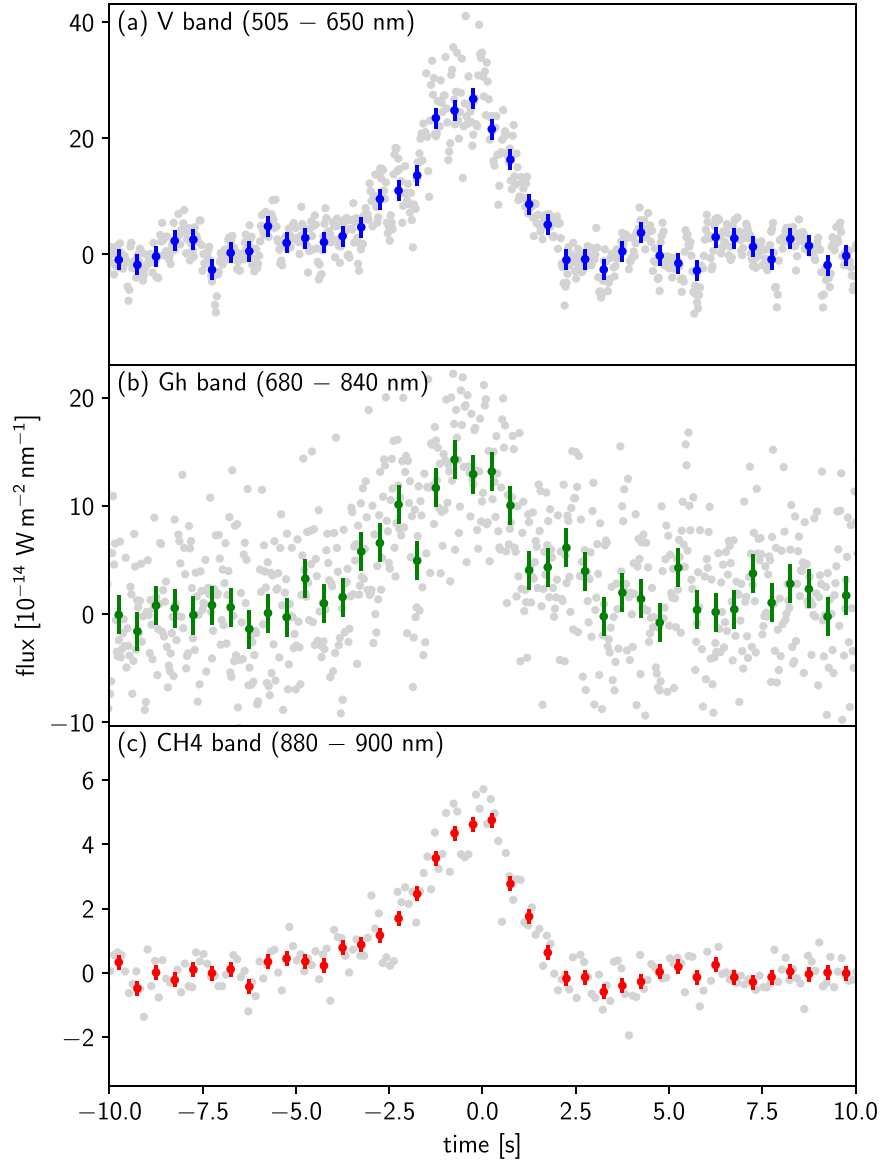 (a) V band (505 − 650 nm)
40
20
0
(b) Gh band (680 − 840 nm)
20
10
0
−10
flux [10⁻¹⁴ W m⁻² nm⁻¹]
(c) CH4 band (880 − 900 nm)
6
4
2
0
−2
−10.0 −7.5 −5.0 −2.5 0.0 2.5 5.0 7.5 10.0
time [s]